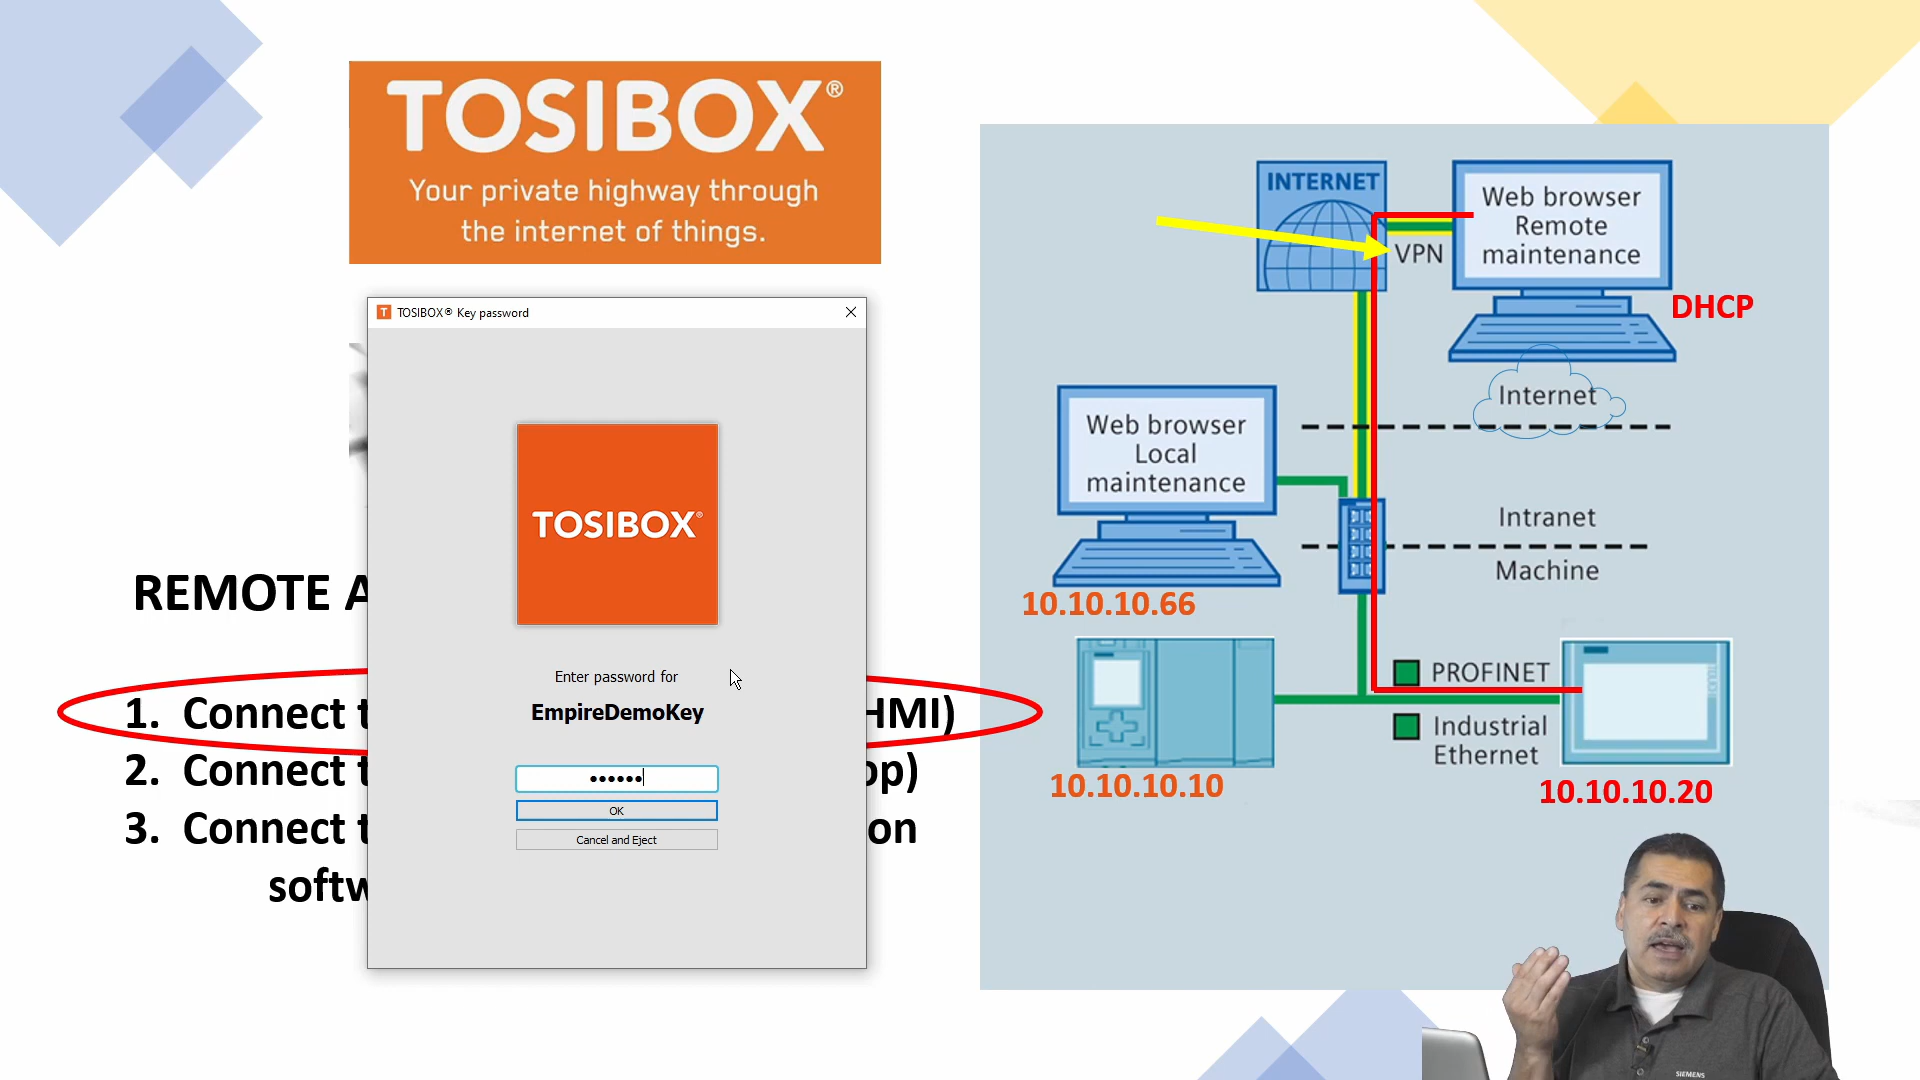 TOSIBOX®
Your private highway through
the internet of things.
TOSIBOX® Key password
TOSIBOX®
Enter password for
EmpireDemoKey
••••••
OK
Cancel and Eject
REMOTE A
1. Connect t HMI)
2. Connect t op)
3. Connect t on
softw
INTERNET
VPN
Web browser
Remote
maintenance
DHCP
Internet
Web browser
Local
maintenance
10.10.10.66
Intranet
Machine
PROFINET
Industrial
Ethernet
10.10.10.10
10.10.10.20
SIEMENS